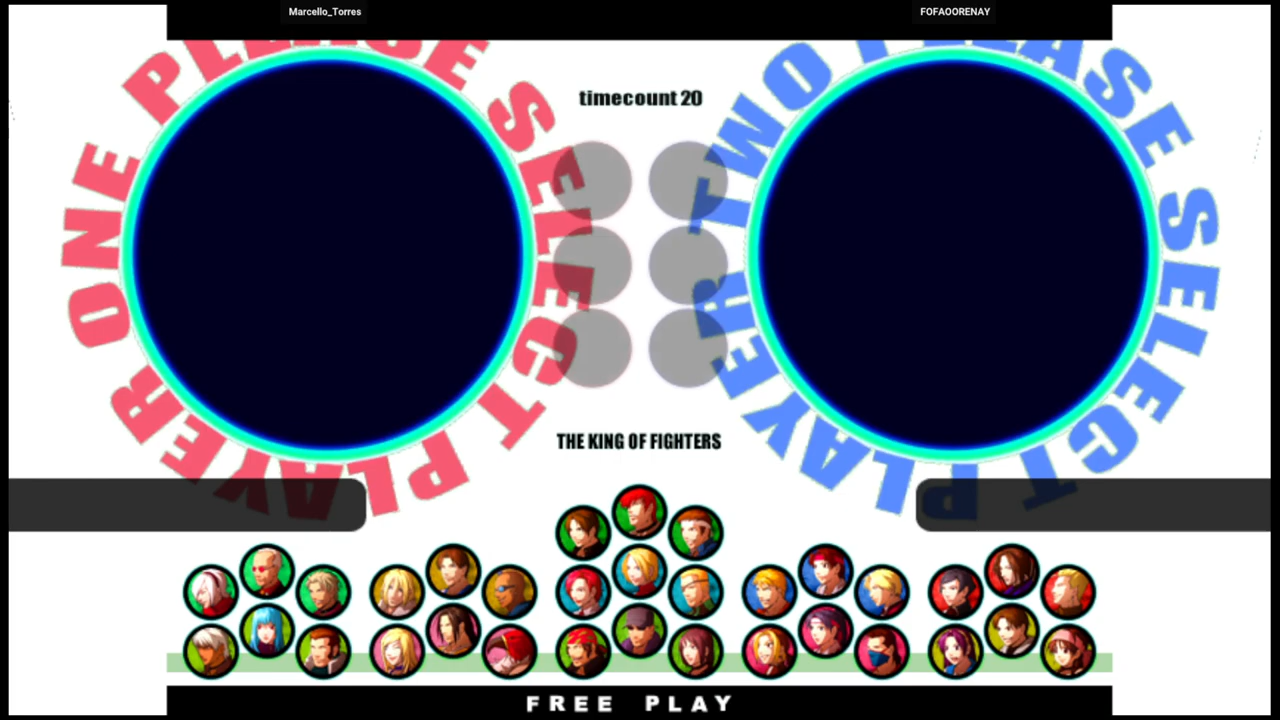 Marcello_Torres
FOFAOORENAY
PLAYER ONE PLEASE SELECT
PLAYER TWO PLEASE SELECT
timecount 20
THE KING OF FIGHTERS
FREE PLAY